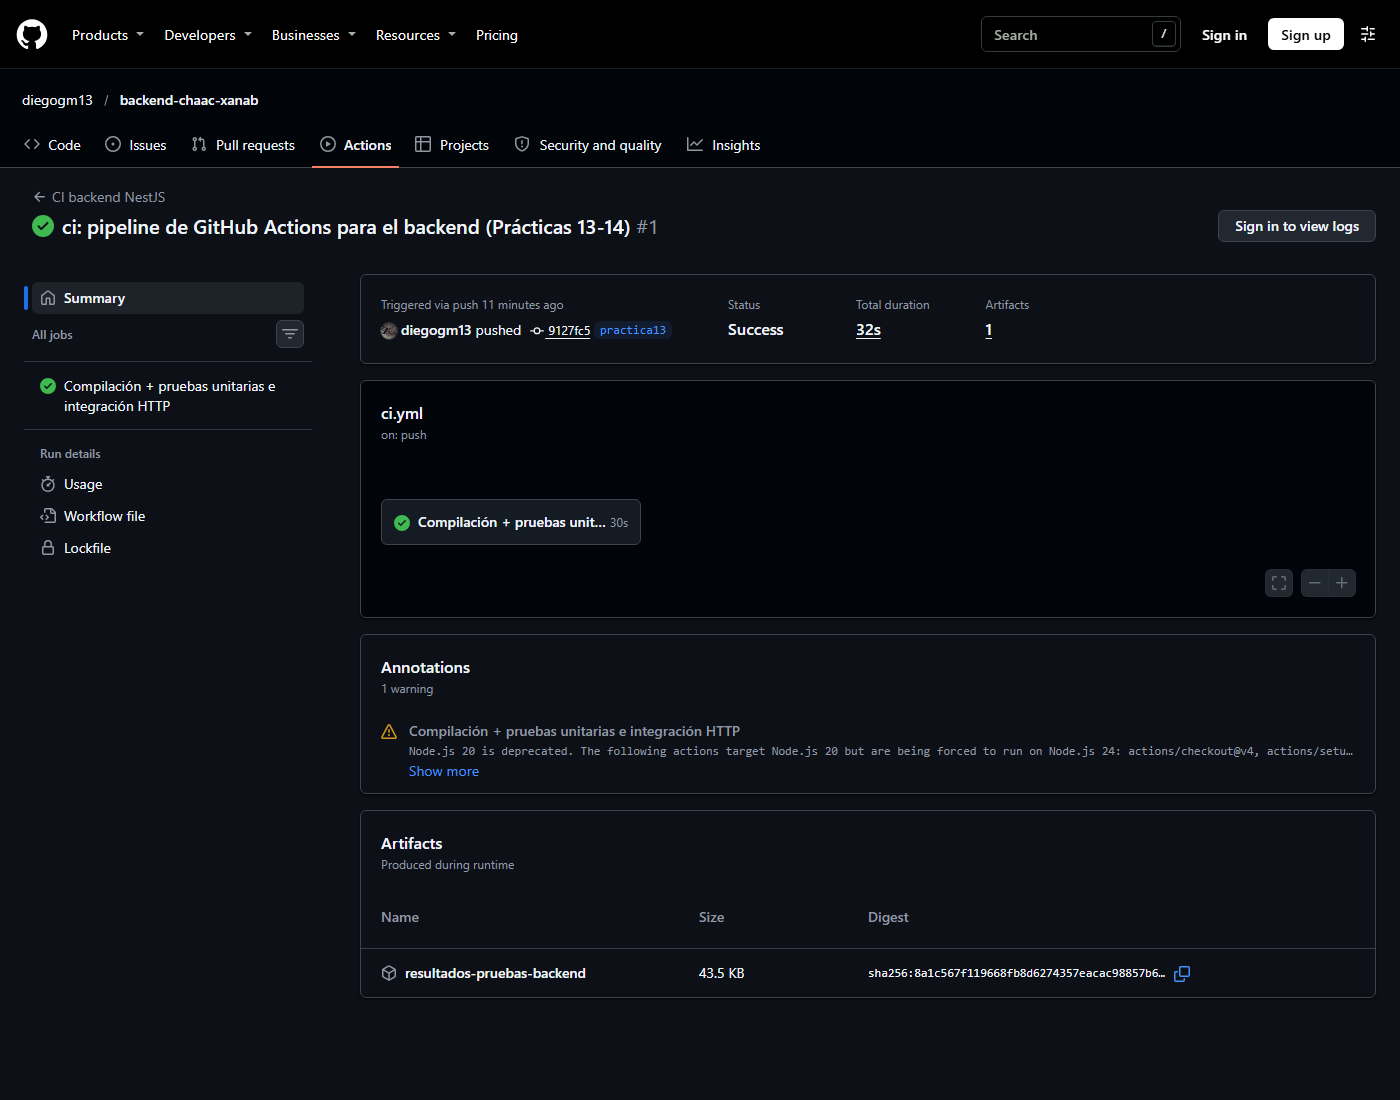 Products
Developers
Businesses
Resources
Pricing
Search
/
Sign in
Sign up
diegogm13 / backend-chaac-xanab
Code
Issues
Pull requests
Actions
Projects
Security and quality
Insights
CI backend NestJS
ci: pipeline de GitHub Actions para el backend (Prácticas 13-14) #1
Sign in to view logs
Summary
All jobs
Compilación + pruebas unitarias e
integración HTTP
Run details
Usage
Workflow file
Lockfile
Triggered via push 11 minutes ago
diegogm13 pushed 9127fc5 practica13
Status
Success
Total duration
32s
Artifacts
1
ci.yml
on: push
Compilación + pruebas unit... 30s
Annotations
1 warning
Compilación + pruebas unitarias e integración HTTP
Node.js 20 is deprecated. The following actions target Node.js 20 but are being forced to run on Node.js 24: actions/checkout@v4, actions/setu…
Show more
Artifacts
Produced during runtime
Name
Size
Digest
resultados-pruebas-backend
43.5 KB
sha256:8a1c567f119668fb8d6274357eacac98857b6…